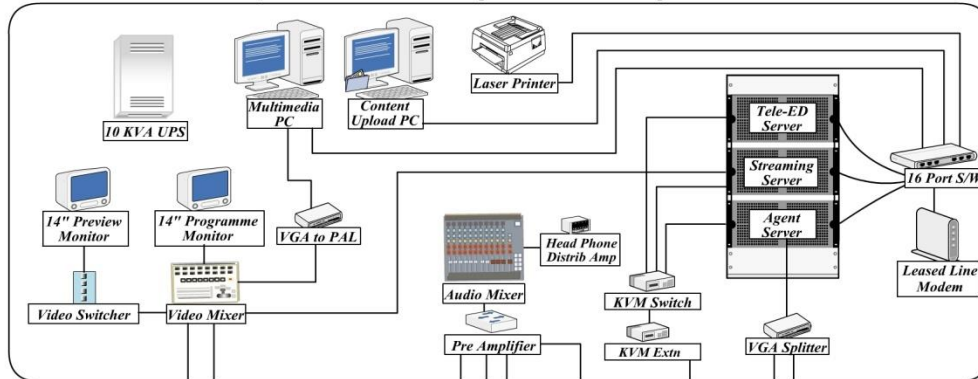 10 KVA UPS
Multimedia
PC
Content
Upload PC
Laser Printer
Tele-ED
Server
Streaming
Server
Agent
Server
16 Port S/W
Leased Line
Modem
14" Preview
Monitor
14" Programme
Monitor
VGA to PAL
Head Phone
Distrib Amp
Audio Mixer
KVM Switch
Video Switcher
Video Mixer
Pre Amplifier
KVM Extn
VGA Splitter